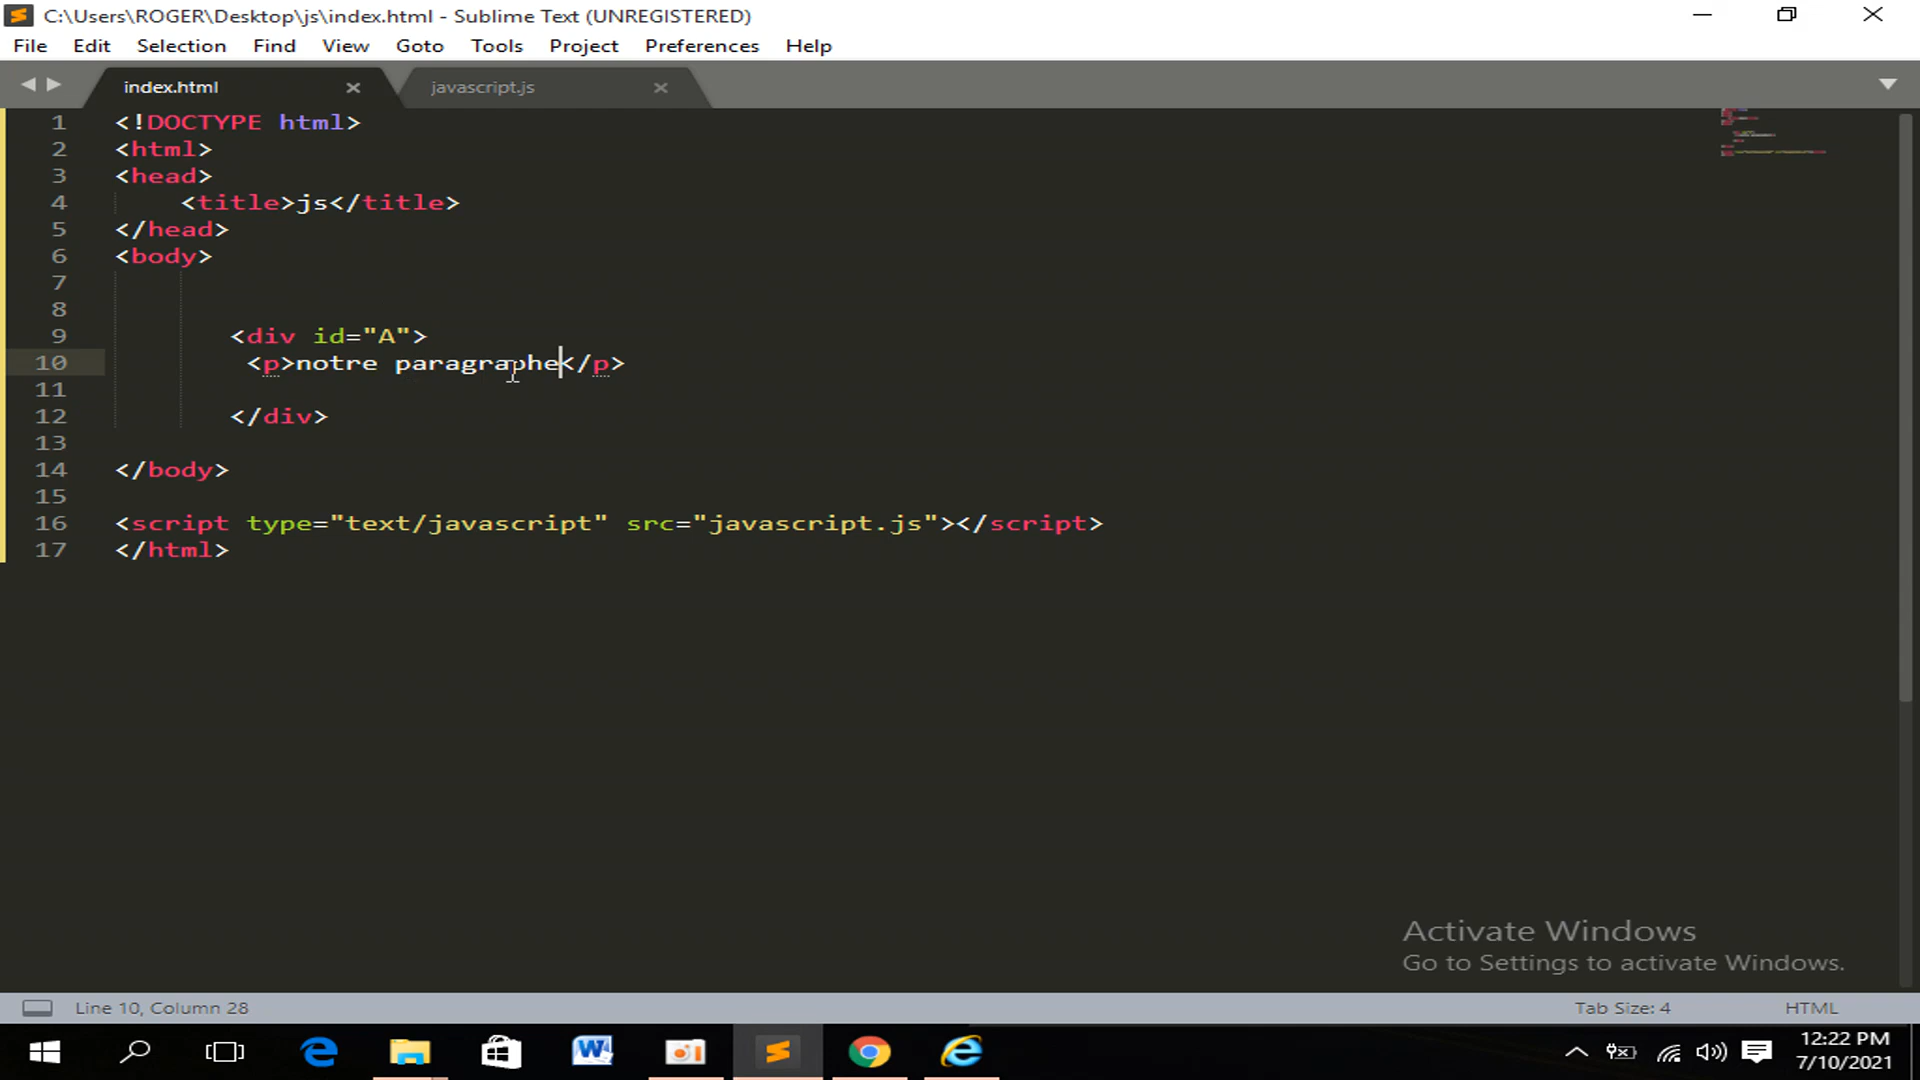 C:\Users\ROGER\Desktop\js\index.html - Sublime Text (UNREGISTERED)
File Edit Selection Find View Goto Tools Project Preferences Help
index.html javascript.js
1 <!DOCTYPE html>
2 <html>
3 <head>
4 <title>js</title>
5 </head>
6 <body>
7
8
9 <div id="A">
10 <p>notre paragraphe</p>
11
12 </div>
13
14 </body>
15
16 <script type="text/javascript" src="javascript.js"></script>
17 </html>
Activate Windows
Go to Settings to activate Windows.
Line 10, Column 28 Tab Size: 4 HTML
12:22 PM
7/10/2021